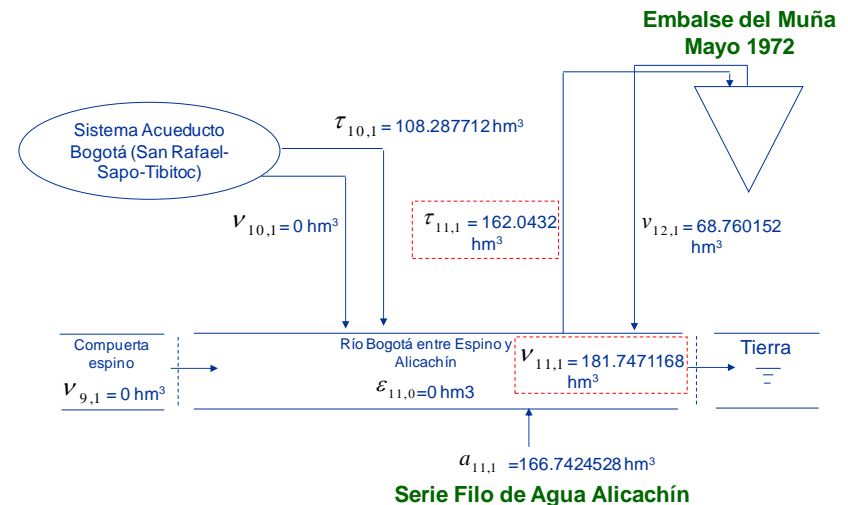 Embalse del Muña
Mayo 1972
Sistema Acueducto
Bogotá (San Rafael-
Sapo-Tibitoc)
τ10,1 = 108.287712 hm³
ν10,1 = 0 hm³
τ11,1 = 162.0432
hm³
ν12,1 = 68.760152
hm³
Compuerta
espino
ν9,1 = 0 hm³
Río Bogotá entre Espino y
Alicachín
ε11,0=0 hm3
ν11,1 = 181.7471168
hm³
Tierra
a11,1 =166.7424528 hm³
Serie Filo de Agua Alicachín